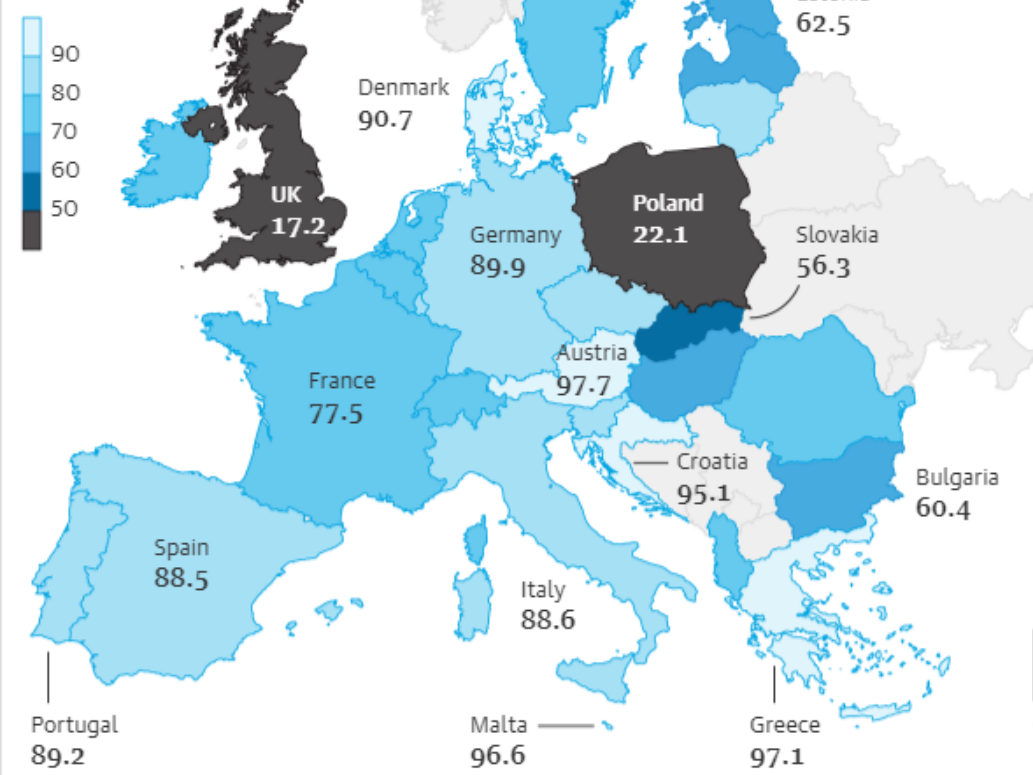 62.5
90
80
70
60
50
Denmark
90.7
UK
17.2
Poland
22.1
Germany
89.9
Slovakia
56.3
Austria
97.7
France
77.5
Croatia
95.1
Bulgaria
60.4
Spain
88.5
Italy
88.6
Portugal
89.2
Malta
96.6
Greece
97.1